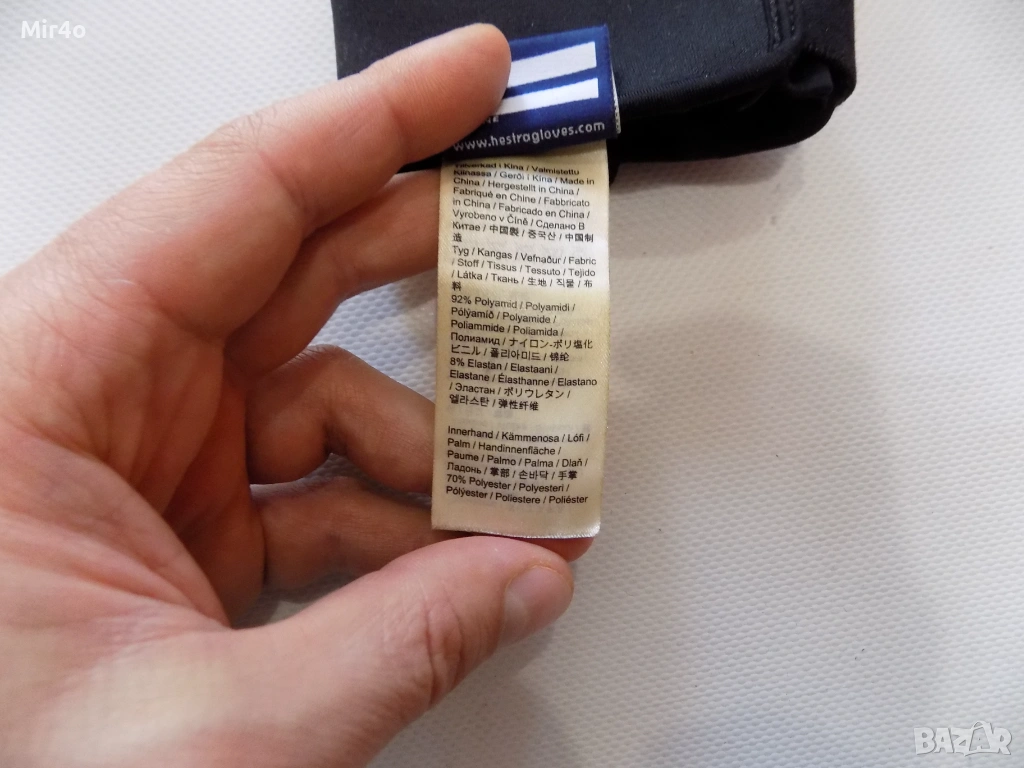 Mir4o
www.hestragloves.com
i Kina / Valmistettu
Kiinassa / Gerði í Kína / Made in
China / Hergestellt in China /
Fabriqué en Chine / Fabbricato
in China / Fabricado en China /
Vyrobeno v Číně / Сделано В
Китае / 中国製 / 중국산 / 中国制
造
Tyg / Kangas / Vefnaður / Fabric
/ Stoff / Tissus / Tessuto / Tejido
/ Látka / Ткань / 生地 / 직물 / 布
料
92% Polyamid / Polyamidi /
Pólýamíð / Polyamide /
Poliammide / Poliamida /
Полиамид / ナイロン-ポリ塩化
ビニル / 폴리아미드 / 锦纶
8% Elastan / Elastaani /
Elastane / Élasthanne / Elastano
/ Эластан / ポリウレタン /
엘라스탄 / 弹性纤维
Innerhand / Kämmenosa / Lófi /
Palm / Handinnenfläche /
Paume / Palmo / Palma / Dlaň /
Ладонь / 掌部 / 손바닥 / 手掌
70% Polyester / Polyesteri /
Pólýester / Poliestere / Poliéster
BAZAR